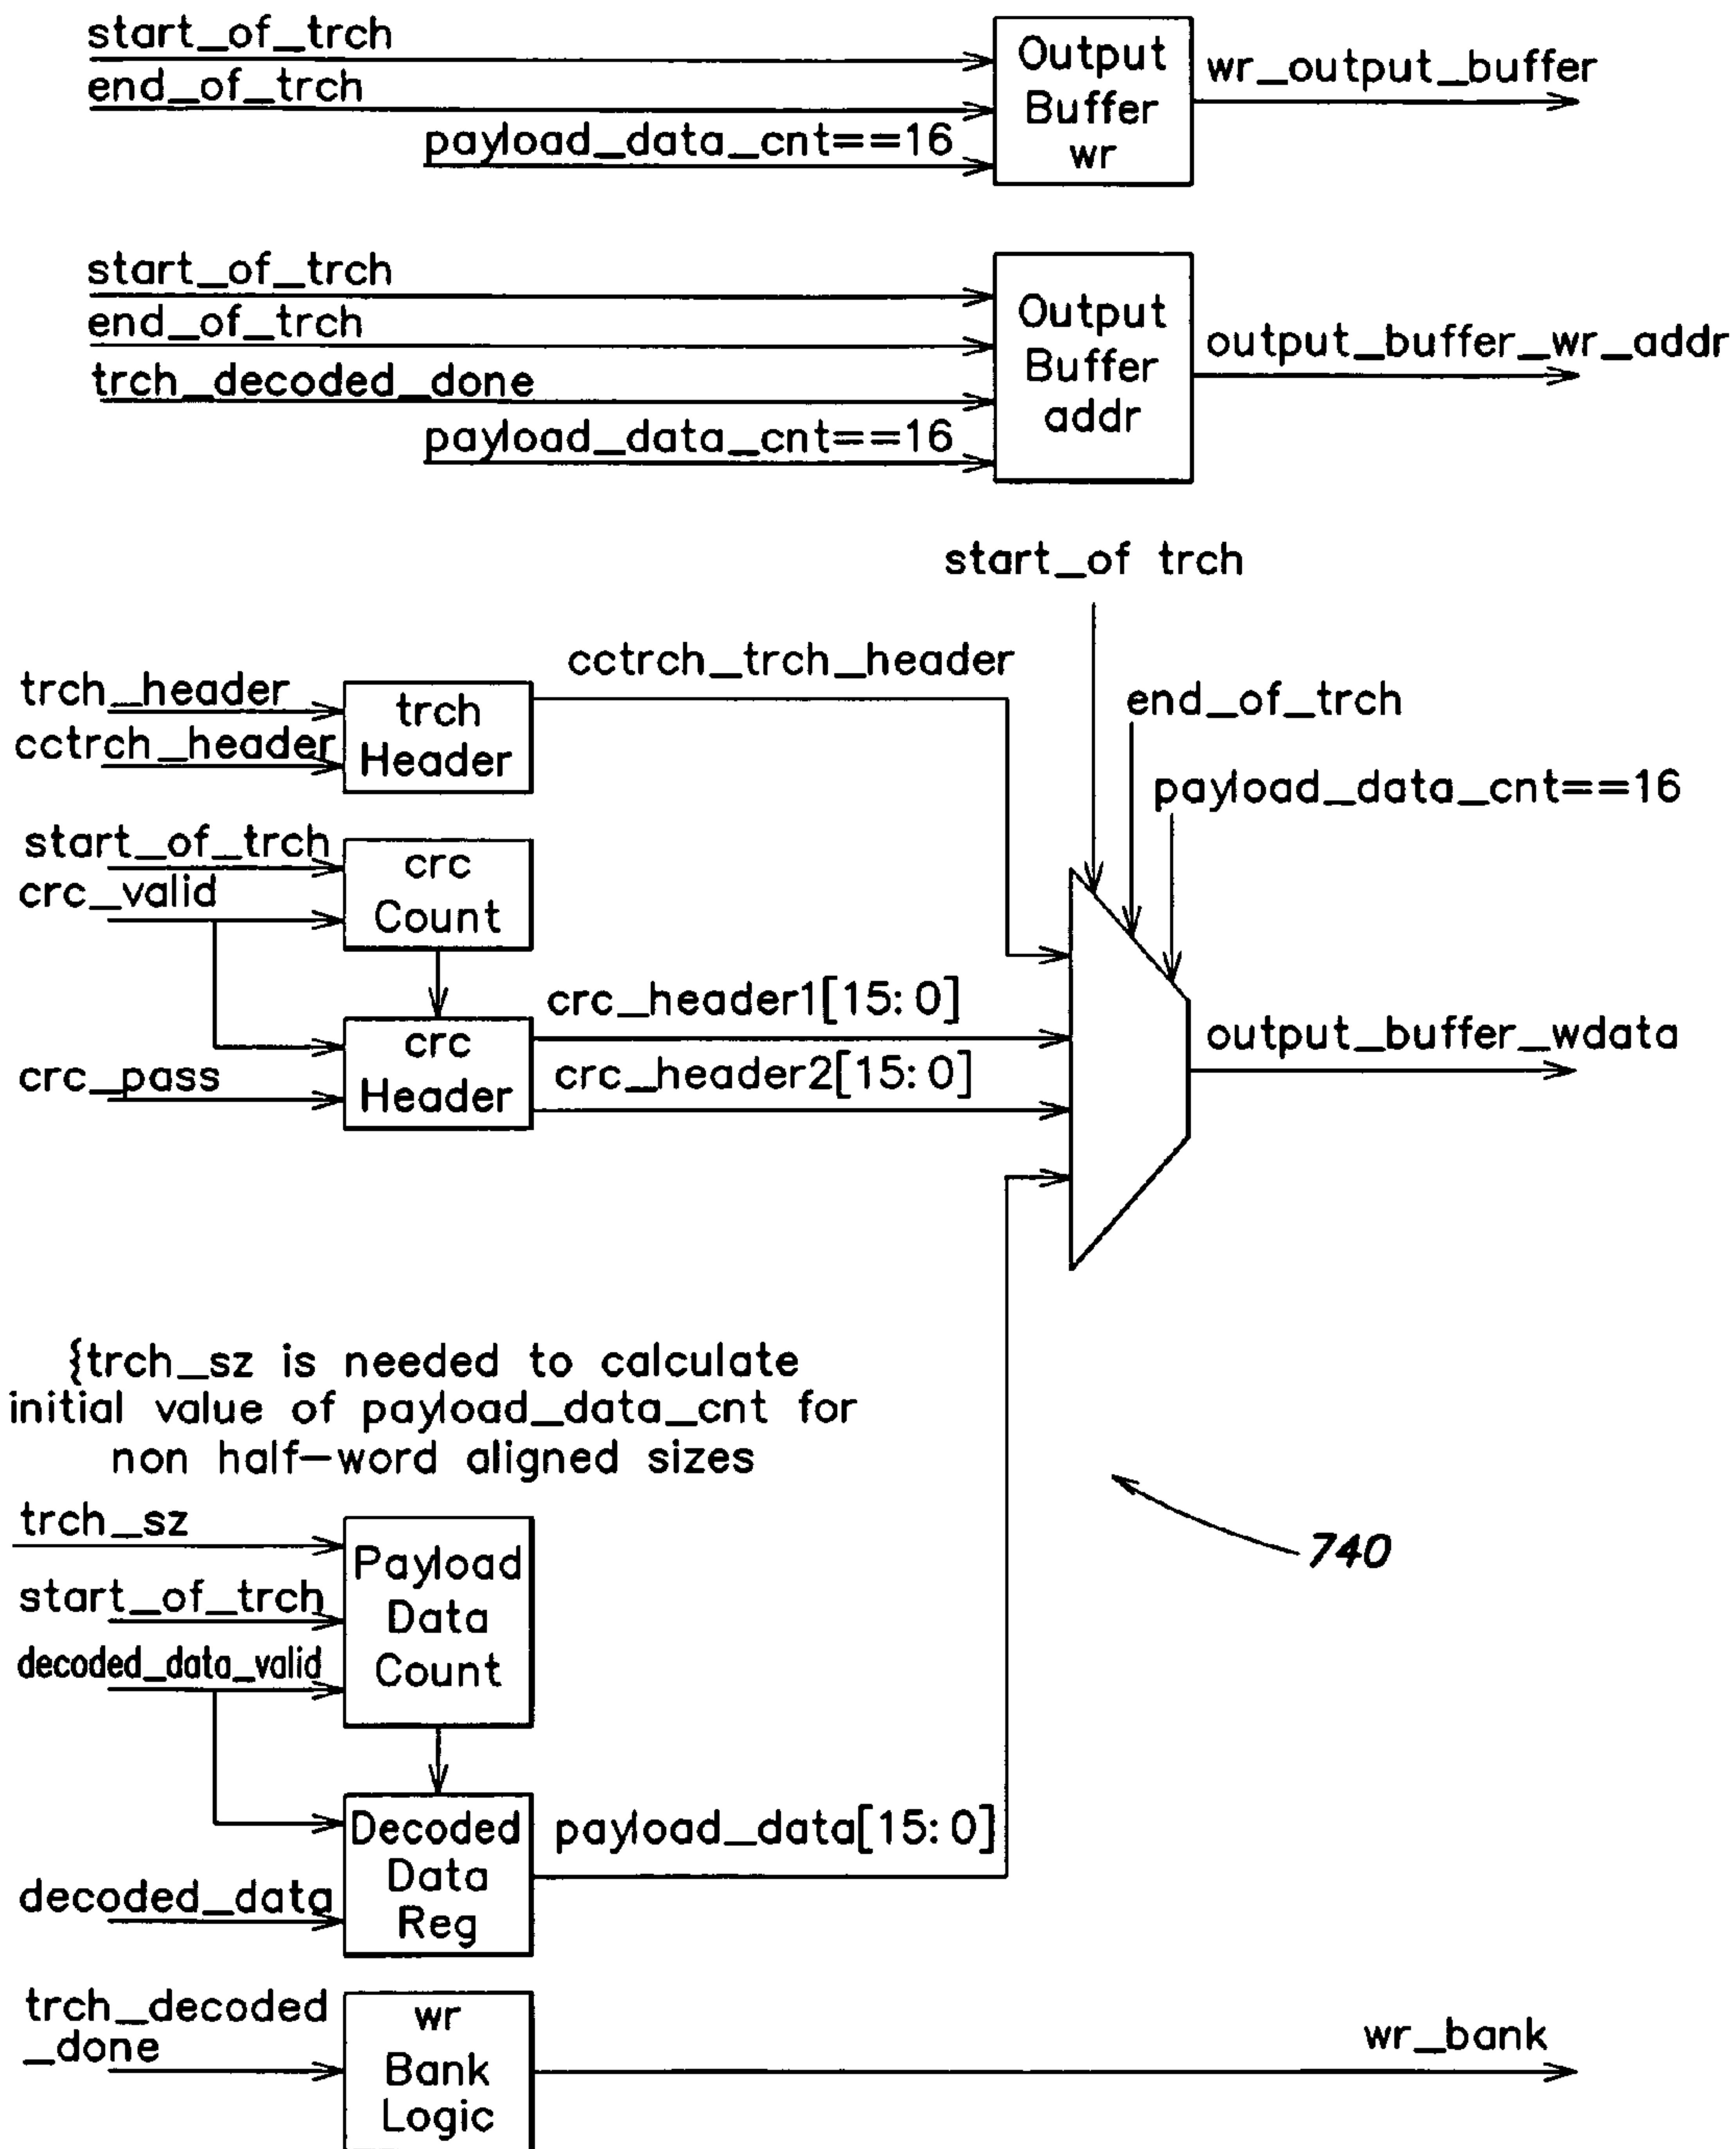 start_of_trch
end_of_trch
payload_data_cnt==16
Output
Buffer
wr
wr_output_buffer
start_of_trch
end_of_trch
trch_decoded_done
payload_data_cnt==16
Output
Buffer
addr
output_buffer_wr_addr
start_of trch
end_of_trch
payload_data_cnt==16
trch_header
cctrch_header
trch
Header
cctrch_trch_header
start_of_trch
crc_valid
crc
Count
crc_pass
crc
Header
crc_header1[15:0]
crc_header2[15:0]
output_buffer_wdata
{trch_sz is needed to calculate
initial value of payload_data_cnt for
non half-word aligned sizes
trch_sz
start_of_trch
decoded_data_valid
Payload
Data
Count
740
decoded_data
Decoded
Data
Reg
payload_data[15:0]
trch_decoded
_done
wr
Bank
Logic
wr_bank